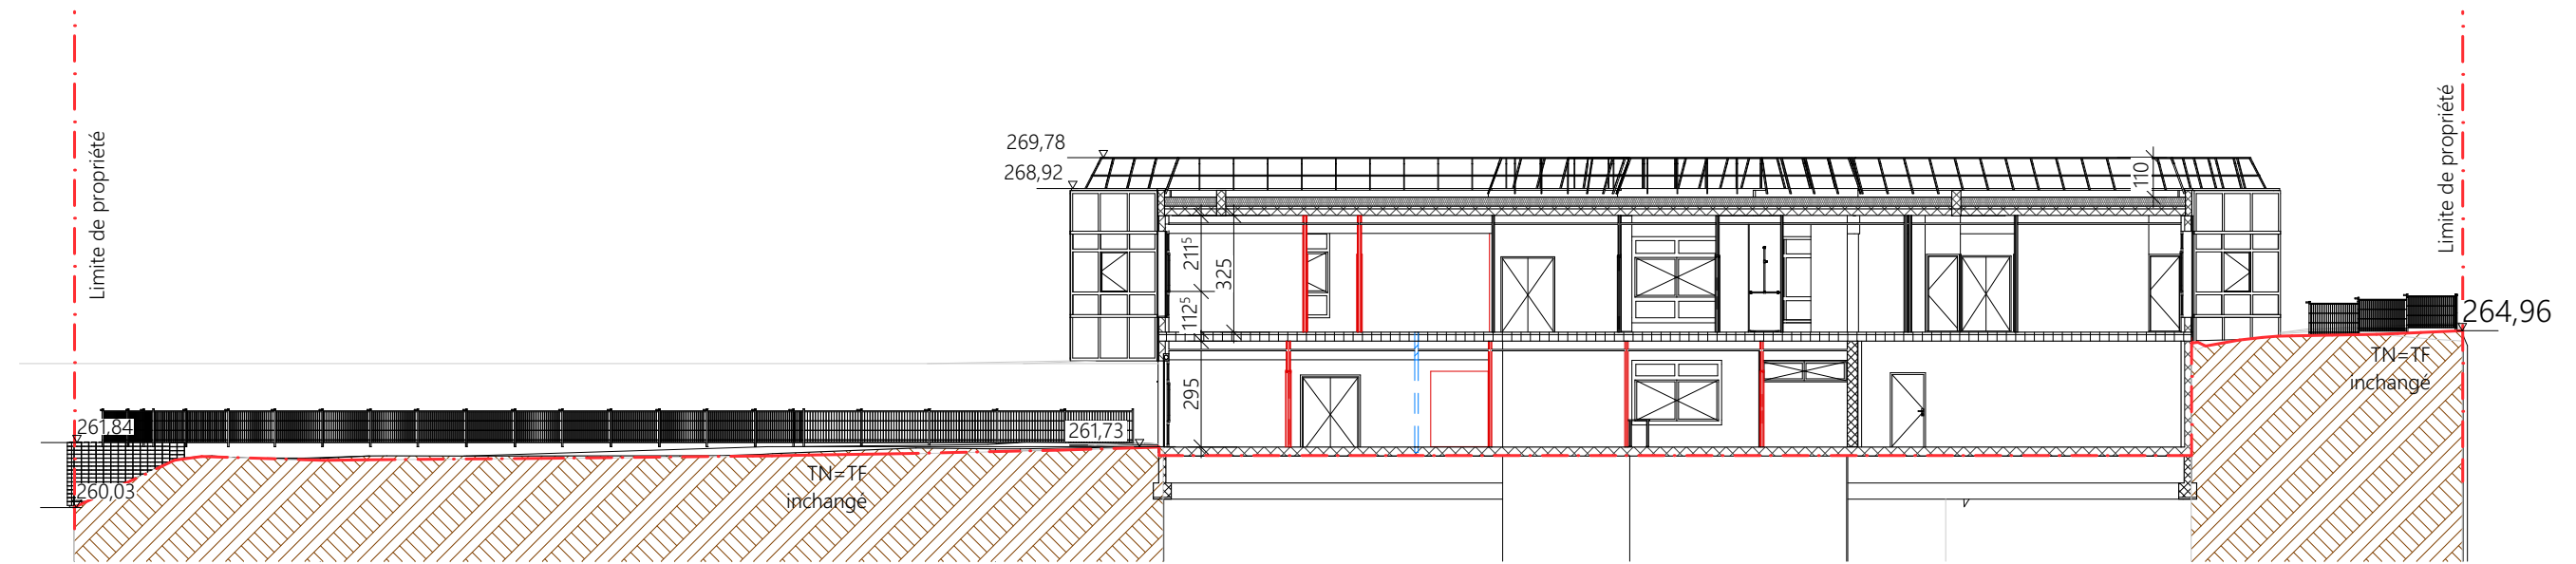 Limite de propriété
Limite de propriété
269,78
268,92
110
211⁵
325
112⁵
264,96
TN=TF
inchangé
295
261,84
261,73
TN=TF
inchangé
260,03